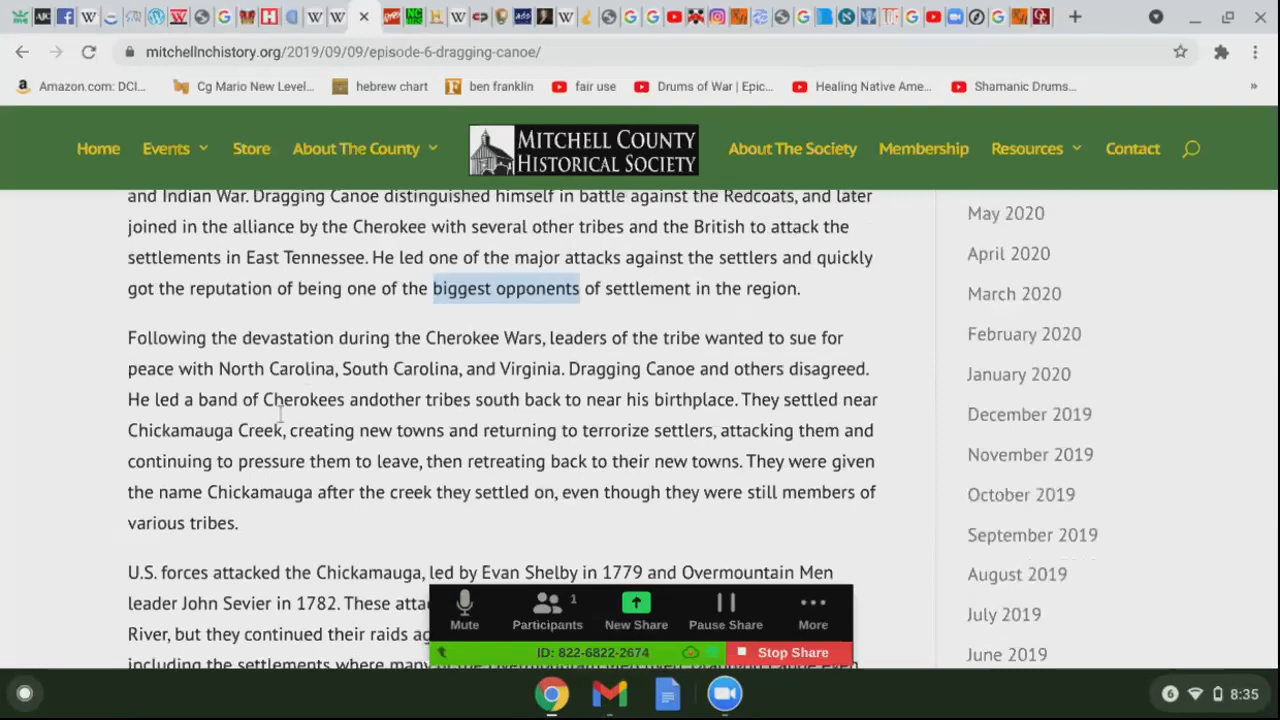 mitchellnchistory.org/2019/09/09/episode-6-dragging-canoe/
Amazon.com: DCI...
Cg Mario New Level...
hebrew chart
ben franklin
fair use
Drums of War | Epic...
Healing Native Ame...
Shamanic Drums...
»
Home
Events
Store
About The County
MITCHELL COUNTY
HISTORICAL SOCIETY
About The Society
Membership
Resources
Contact
and Indian War. Dragging Canoe distinguished himself in battle against the Redcoats, and later
joined in the alliance by the Cherokee with several other tribes and the British to attack the
settlements in East Tennessee. He led one of the major attacks against the settlers and quickly
got the reputation of being one of the biggest opponents of settlement in the region.
Following the devastation during the Cherokee Wars, leaders of the tribe wanted to sue for
peace with North Carolina, South Carolina, and Virginia. Dragging Canoe and others disagreed.
He led a band of Cherokees andother tribes south back to near his birthplace. They settled near
Chickamauga Creek, creating new towns and returning to terrorize settlers, attacking them and
continuing to pressure them to leave, then retreating back to their new towns. They were given
the name Chickamauga after the creek they settled on, even though they were still members of
various tribes.
U.S. forces attacked the Chickamauga, led by Evan Shelby in 1779 and Overmountain Men
leader John Sevier in 1782. These atta
River, but they continued their raids ag
including the settlements where many of the
May 2020
April 2020
March 2020
February 2020
January 2020
December 2019
November 2019
October 2019
September 2019
August 2019
July 2019
June 2019
1
Mute
Participants
New Share
Pause Share
More
ID: 822-6822-2674
Stop Share
6
8:35